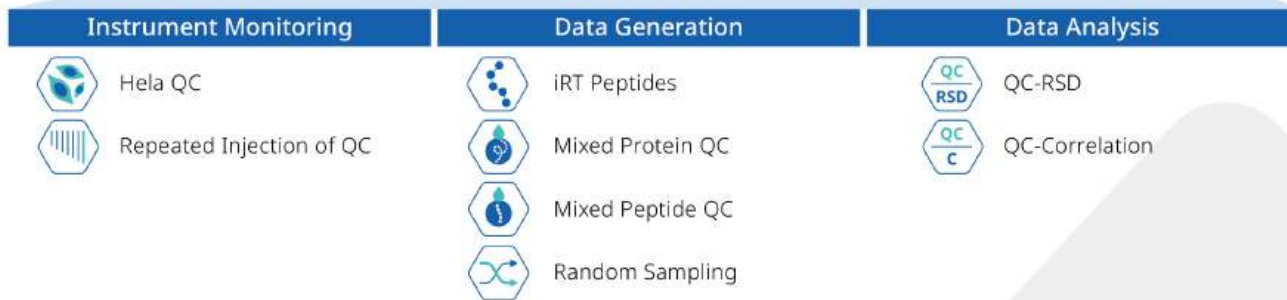 Instrument Monitoring
Hela QC
Repeated Injection of QC
Data Generation
iRT Peptides
Mixed Protein QC
Mixed Peptide QC
Random Sampling
Data Analysis
QC
RSD
QC-RSD
QC
C
QC-Correlation